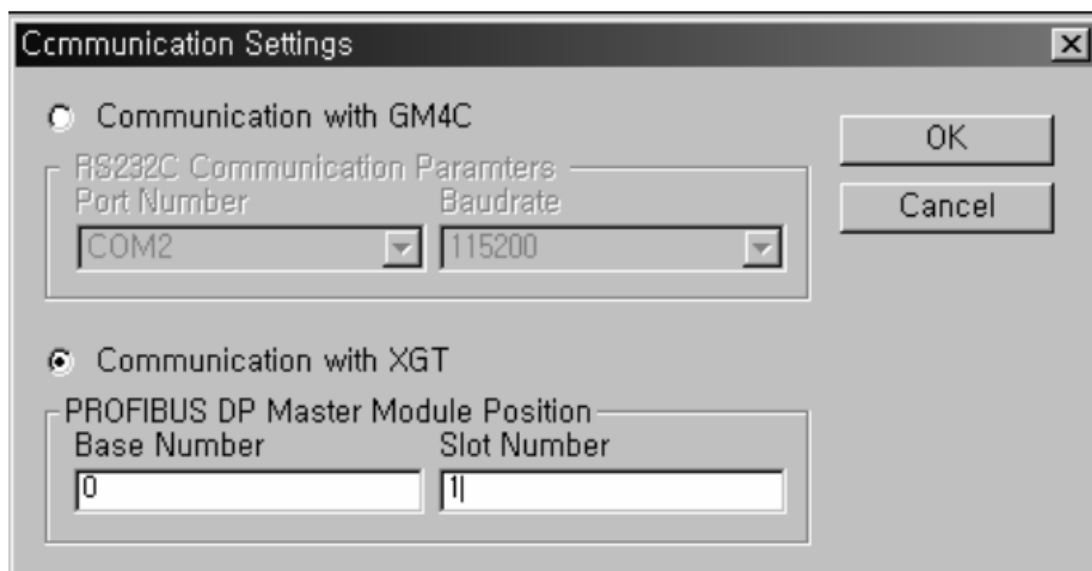 Communication Settings
Communication with GM4C
OK
RS232C Communication Paramters
Port Number Baudrate
Cancel
COM2 115200
Communication with XGT
PROFIBUS DP Master Module Position
Base Number Slot Number
0 1